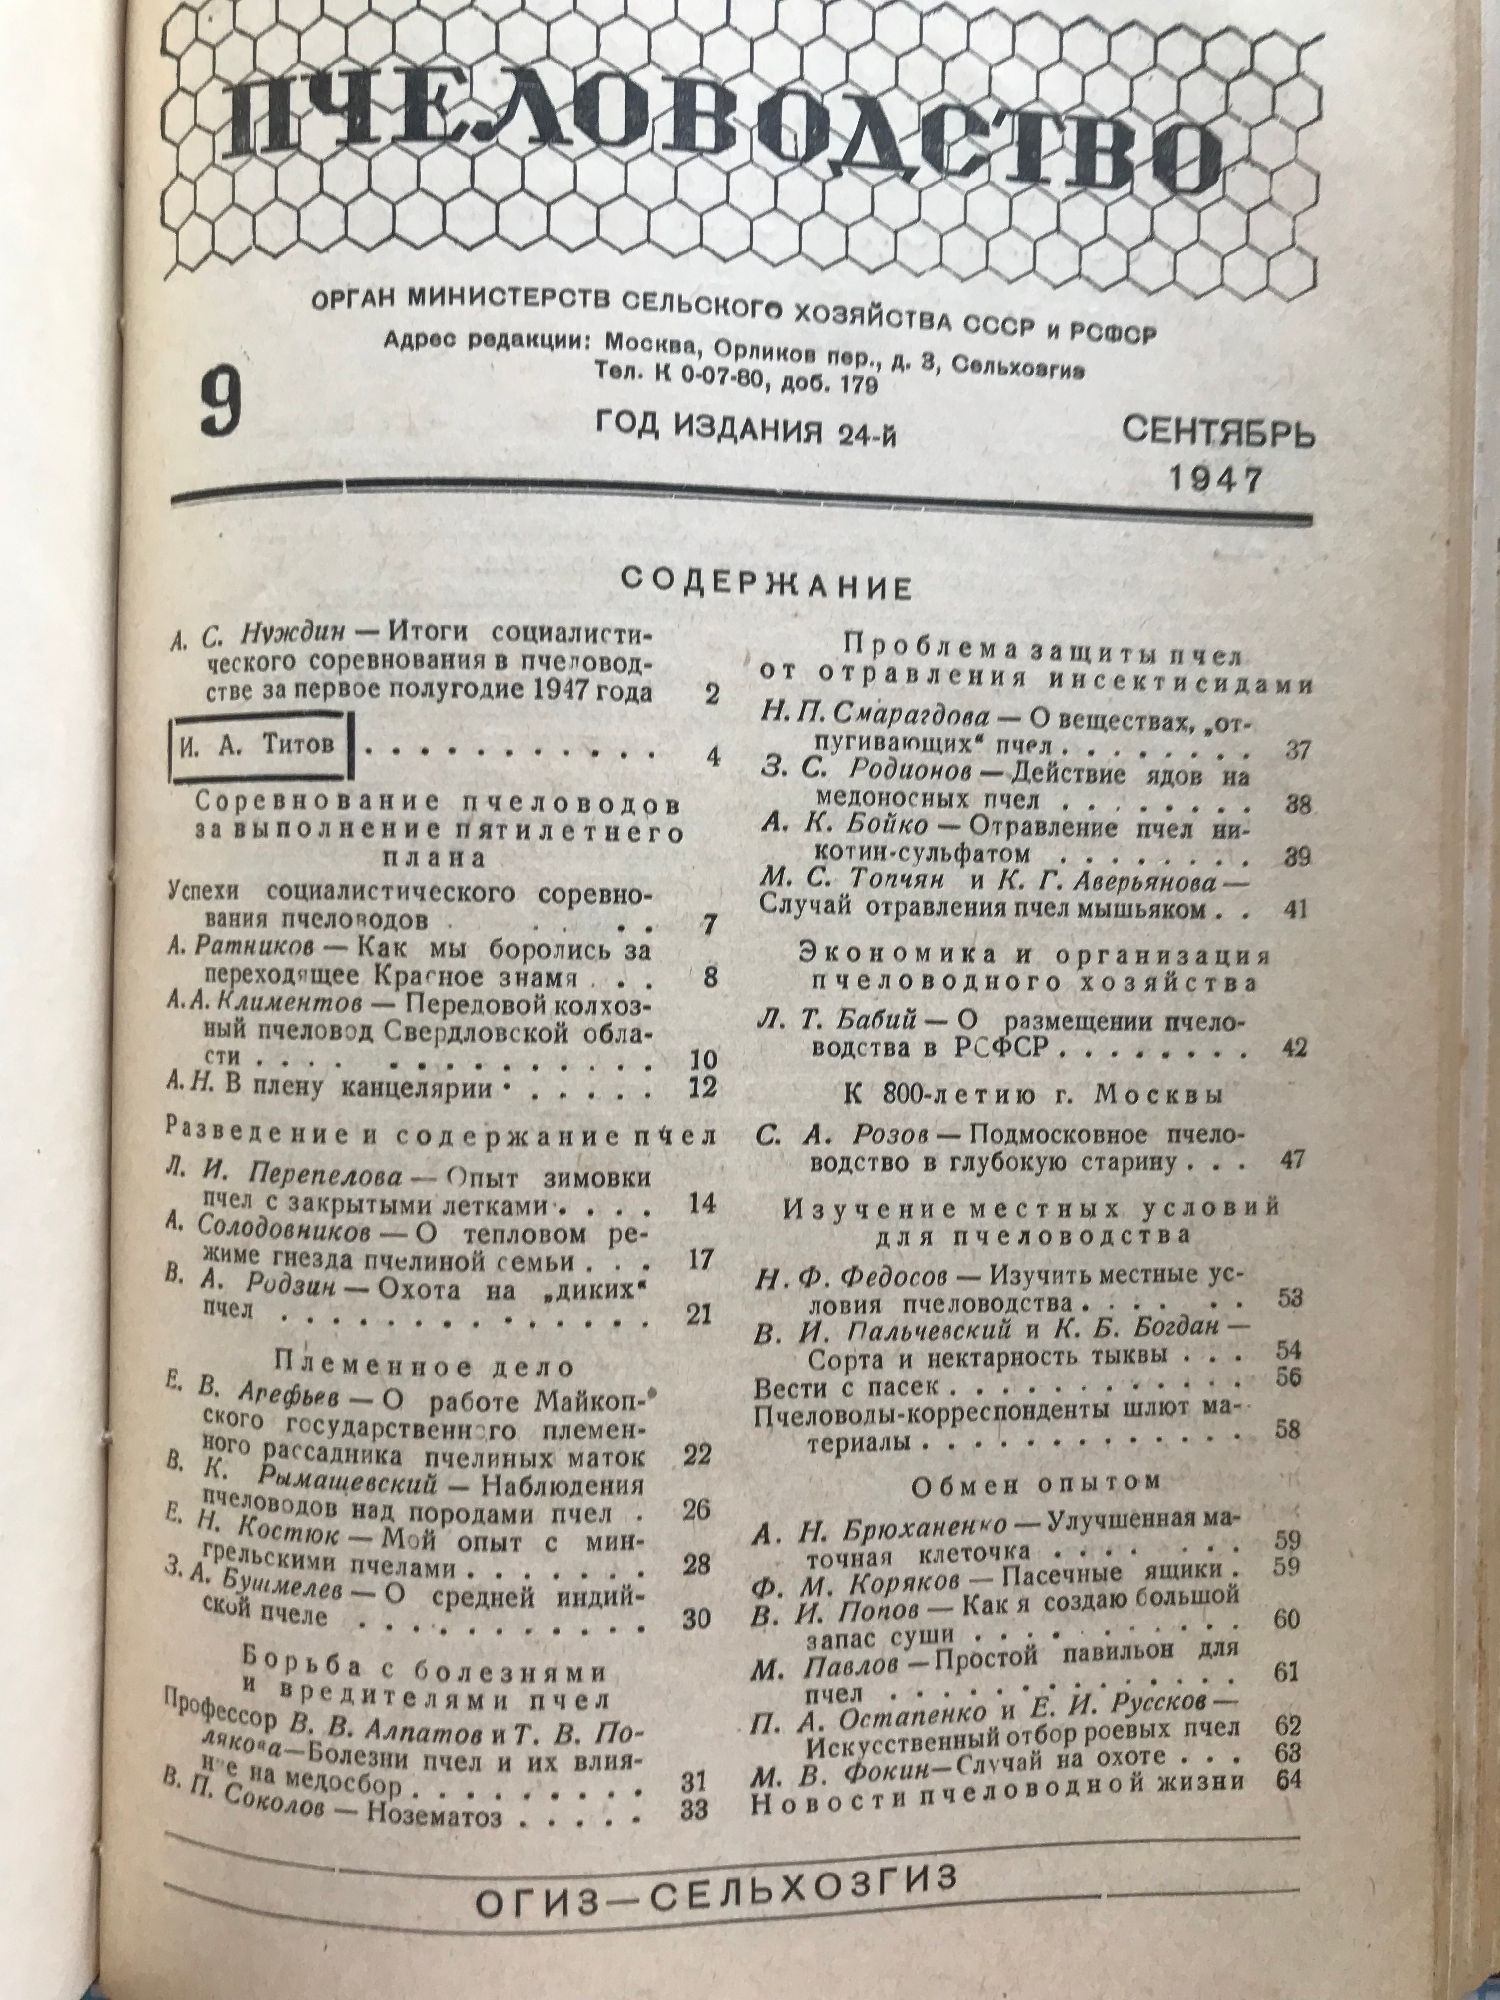 ПЧЕЛОВОДСТВО
ОРГАН МИНИСТЕРСТВ СЕЛЬСКОГО ХОЗЯЙСТВА СССР и РСФСР
Адрес редакции: Москва, Орликов пер., д. 3, Сельхозгиз
Тел. К 0-07-80, доб. 179
9
ГОД ИЗДАНИЯ 24-й
СЕНТЯБРЬ
1947
СОДЕРЖАНИЕ
А. С. Нуждин — Итоги социалисти-
ческого соревнования в пчеловод-
стве за первое полугодие 1947 года 2
И. А. Титов . . . . . . . . . . . 4
Соревнование пчеловодов
за выполнение пятилетнего
плана
Успехи социалистического соревно-
вания пчеловодов . . . . 7
А. Ратников — Как мы боролись за
переходящее Красное знамя . . . 8
А. А. Климентов — Передовой колхоз-
ный пчеловод Свердловской обла-
сти . . . . . . . . . . . . . 10
А. Н. В плену канцелярии . . . . . . 12
Разведение и содержание пчел
Л. И. Перепелова — Опыт зимовки
пчел с закрытыми летками . . . . 14
А. Солодовников — О тепловом ре-
жиме гнезда пчелиной семьи . . . 17
В. А. Родзин — Охота на „диких“
пчел . . . . . . . . . . . . . . 21
Племенное дело
Е. В. Арефьев — О работе Майкоп-
ского государственного племен-
ного рассадника пчелиных маток 22
В. К. Рымашевский — Наблюдения
пчеловодов над породами пчел . 26
Е. Н. Костюк — Мой опыт с мин-
грельскими пчелами . . . . . . . 28
З. А. Бушмелев — О средней индий-
ской пчеле . . . . . . . . . . . 30
Борьба с болезнями
и вредителями пчел
Профессор В. В. Алпатов и Т. В. По-
лякова—Болезни пчел и их влия-
ние на медосбор . . . . . . . . . 31
В. П. Соколов — Нозематоз . . . . . 33
Проблема защиты пчел
от отравления инсектисидами
Н. П. Смарагдова — О веществах, „от-
пугивающих“ пчел . . . . . . . . 37
З. С. Родионов — Действие ядов на
медоносных пчел . . . . . . . . 38
А. К. Бойко — Отравление пчел ни-
котин-сульфатом . . . . . . . . 39
М. С. Топчян и К. Г. Аверьянова —
Случай отравления пчел мышьяком . . 41
Экономика и организация
пчеловодного хозяйства
Л. Т. Бабий — О размещении пчело-
водства в РСФСР . . . . . . . . 42
К 800-летию г. Москвы
С. А. Розов — Подмосковное пчело-
водство в глубокую старину . . . 47
Изучение местных условий
для пчеловодства
Н. Ф. Федосов — Изучить местные ус-
ловия пчеловодства . . . . . . 53
В. И. Пальчевский и К. Б. Богдан —
Сорта и нектарность тыквы . . . 54
Вести с пасек . . . . . . . . . . . . 56
Пчеловоды-корреспонденты шлют ма-
териалы . . . . . . . . . . . . . 58
Обмен опытом
А. Н. Брюханенко — Улучшенная ма-
точная клеточка . . . . . . . 59
Ф. М. Коряков — Пасечные ящики . 59
В. И. Попов — Как я создаю большой
запас суши . . . . . . . . . . 60
М. Павлов — Простой павильон для
пчел . . . . . . . . . . . . . . 61
П. А. Остапенко и Е. И. Руссков —
Искусственный отбор роевых пчел 62
М. В. Фокин—Случай на охоте . . . 63
Новости пчеловодной жизни 64
ОГИЗ—СЕЛЬХОЗГИЗ